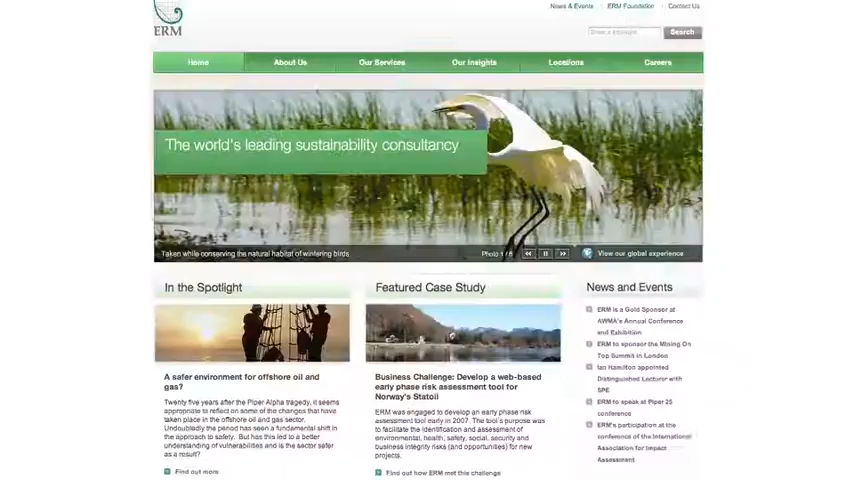 ERM
News & Events
ERM Foundation
Contact Us
Search
Home
About Us
Our Services
Our Insights
Locations
Careers
The world's leading sustainability consultancy
Taken while conserving the natural habitat of wintering birds
Photo 1 /
View our global experience
In the Spotlight
A safer environment for offshore oil and
gas?
Twenty five years after the Piper Alpha tragedy, it seems
appropriate to reflect on some of the changes that have
taken place in the offshore oil and gas sector.
Undoubtedly the period has seen a fundamental shift in
the approach to safety. But has this led to a better
understanding of vulnerabilities and is the sector safer
as a result?
Find out more
Featured Case Study
Business Challenge: Develop a web-based
early phase risk assessment tool for
Norway's Statoil
ERM was engaged to develop an early phase risk
assessment tool early in 2007. The tool's purpose was
to facilitate the identification and assessment of
environmental, health, safety, social, security and
business integrity risks (and opportunities) for new
projects.
Find out how ERM met this challenge
News and Events
ERM is a Gold Sponsor at
AWMA's Annual Conference
and Exhibition
ERM to sponsor the Mining On
Top Summit in London
Ian Hamilton appointed
Distinguished Lecturer with
SPE
ERM to speak at Piper 25
conference
ERM's participation at the
conference of the International
Association for Impact
Assessment